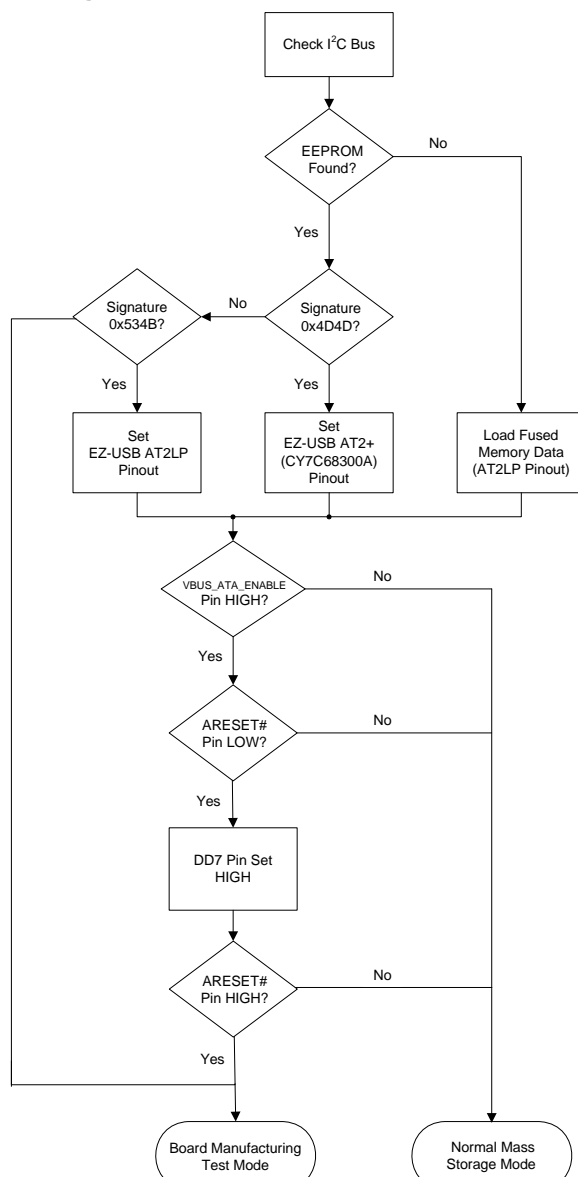 Check I²C Bus
EEPROM
Found?
No
Yes
Signature
0x534B?
No
Signature
0x4D4D?
Yes
Yes
Set
EZ-USB AT2LP
Pinout
Set
EZ-USB AT2+
(CY7C68300A)
Pinout
Load Fused
Memory Data
(AT2LP Pinout)
VBUS_ATA_ENABLE
Pin HIGH?
No
Yes
ARESET#
Pin LOW?
No
Yes
DD7 Pin Set
HIGH
ARESET#
Pin HIGH?
No
Yes
Board Manufacturing
Test Mode
Normal Mass
Storage Mode